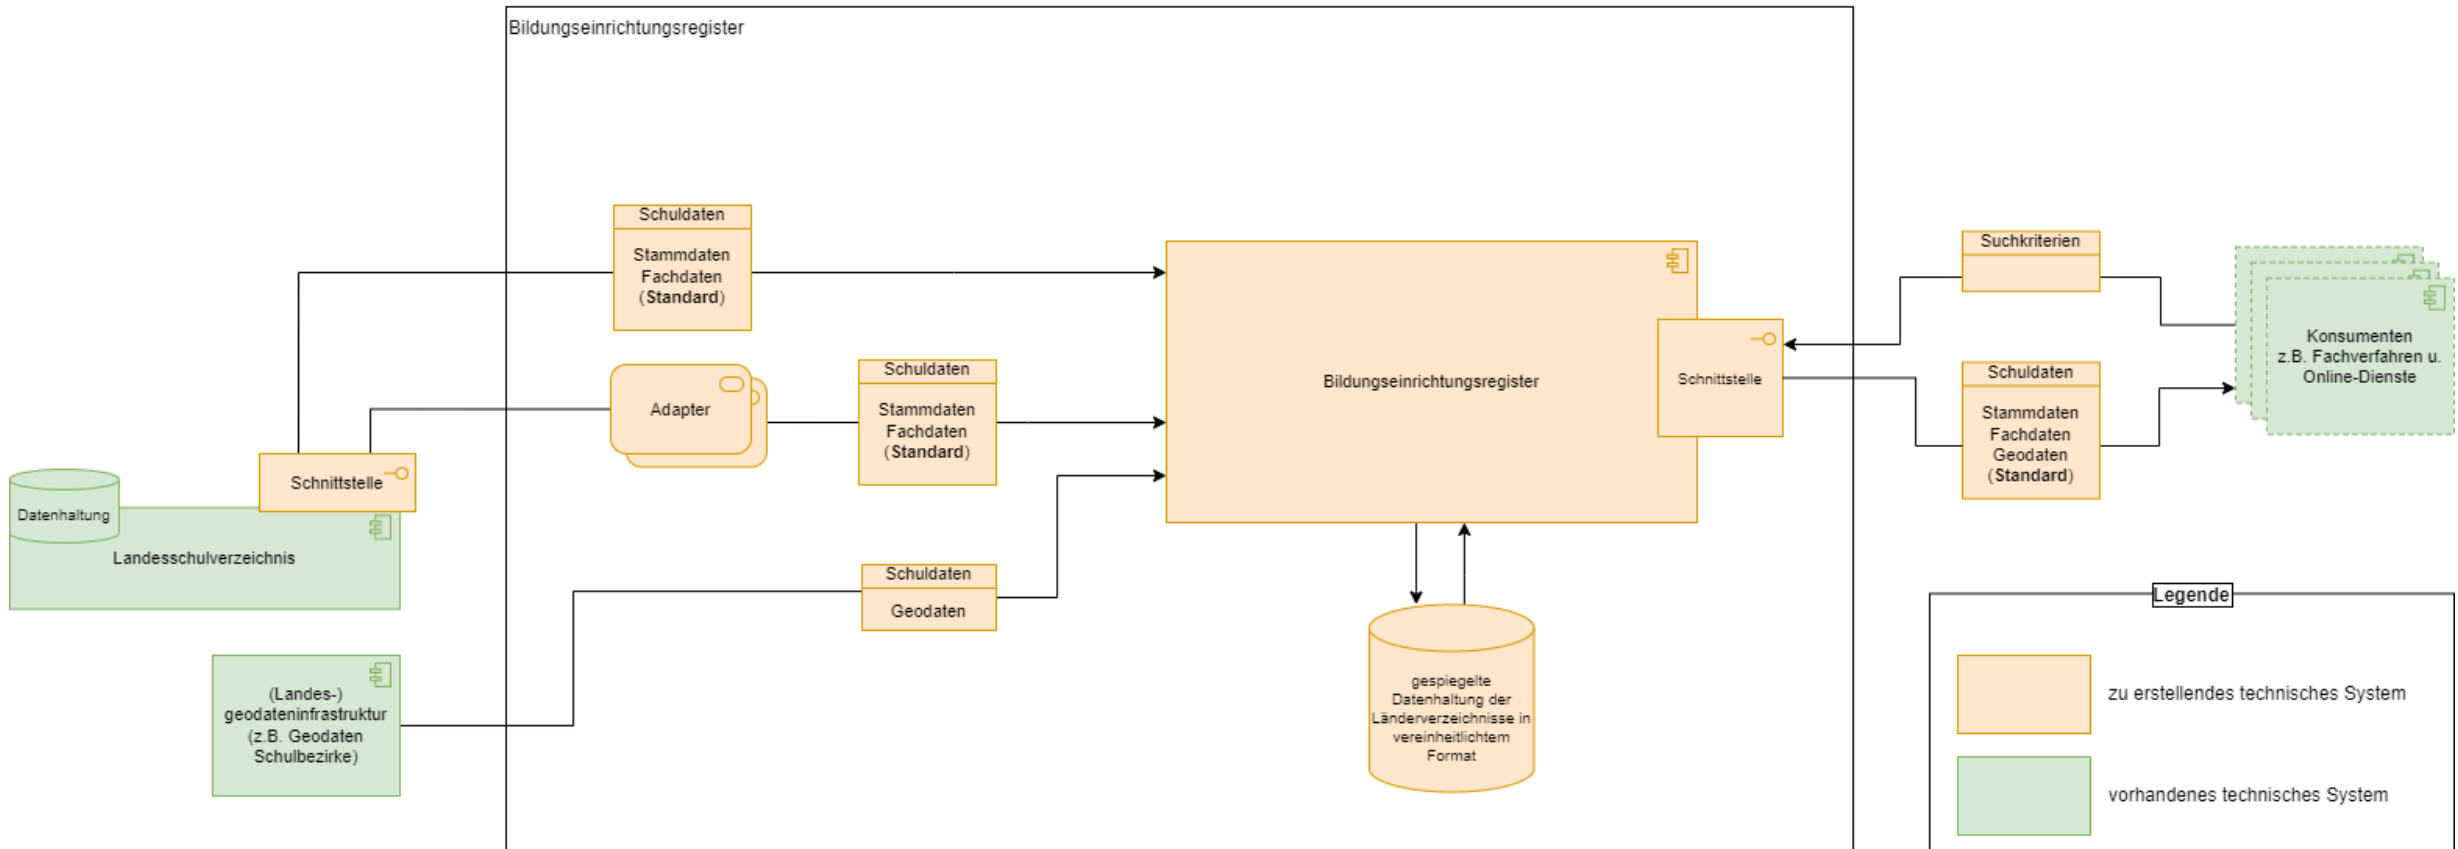 Bildungseinrichtungsregister
Schuldaten
Stammdaten
Fachdaten
(Standard)
Adapter
Schuldaten
Stammdaten
Fachdaten
(Standard)
Schnittstelle
Datenhaltung
Landesschulverzeichnis
Schuldaten
Geodaten
(Landes-)
geodateninfrastruktur
(z.B. Geodaten
Schulbezirke)
Bildungseinrichtungsregister
Schnittstelle
gespiegelte
Datenhaltung der
Länderverzeichnisse in
vereinheitlichtem
Format
Suchkriterien
Schuldaten
Stammdaten
Fachdaten
Geodaten
(Standard)
Konsumenten
z.B. Fachverfahren u.
Online-Dienste
Legende
zu erstellendes technisches System
vorhandenes technisches System